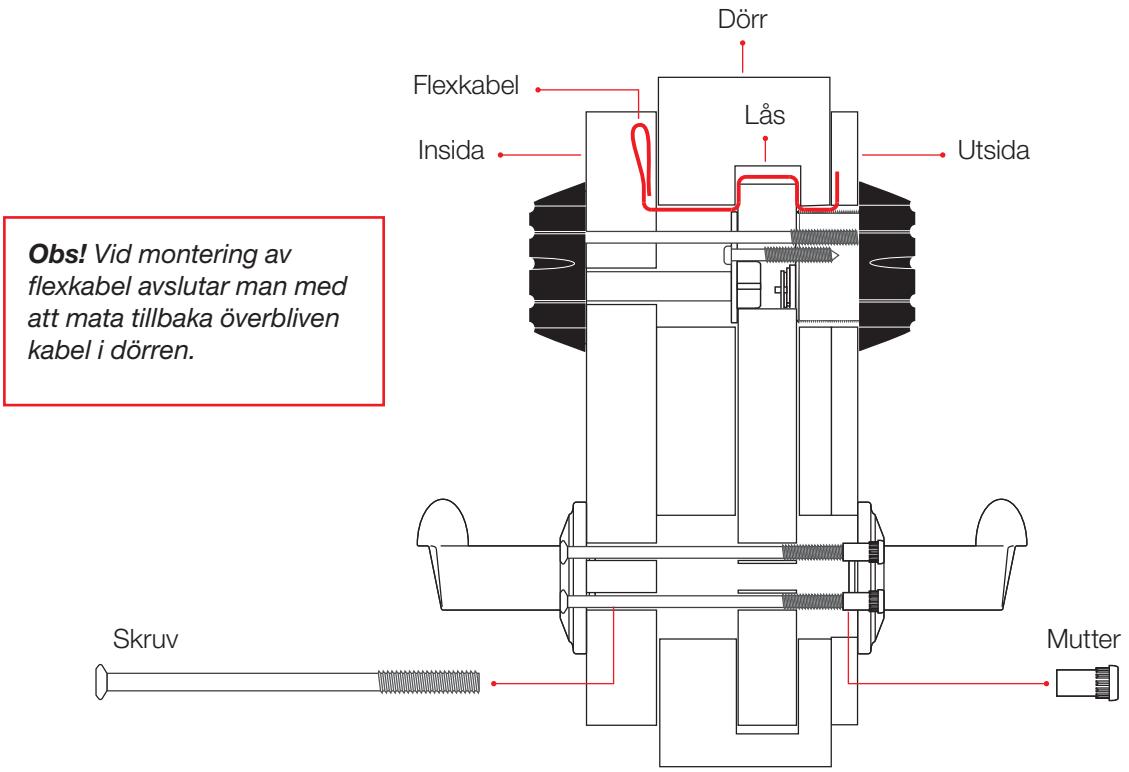 Dörr
Flexkabel
Lås
Insida
Utsida
Obs! Vid montering av
flexkabel avslutar man med
att mata tillbaka överbliven
kabel i dörren.
Skruv
Mutter